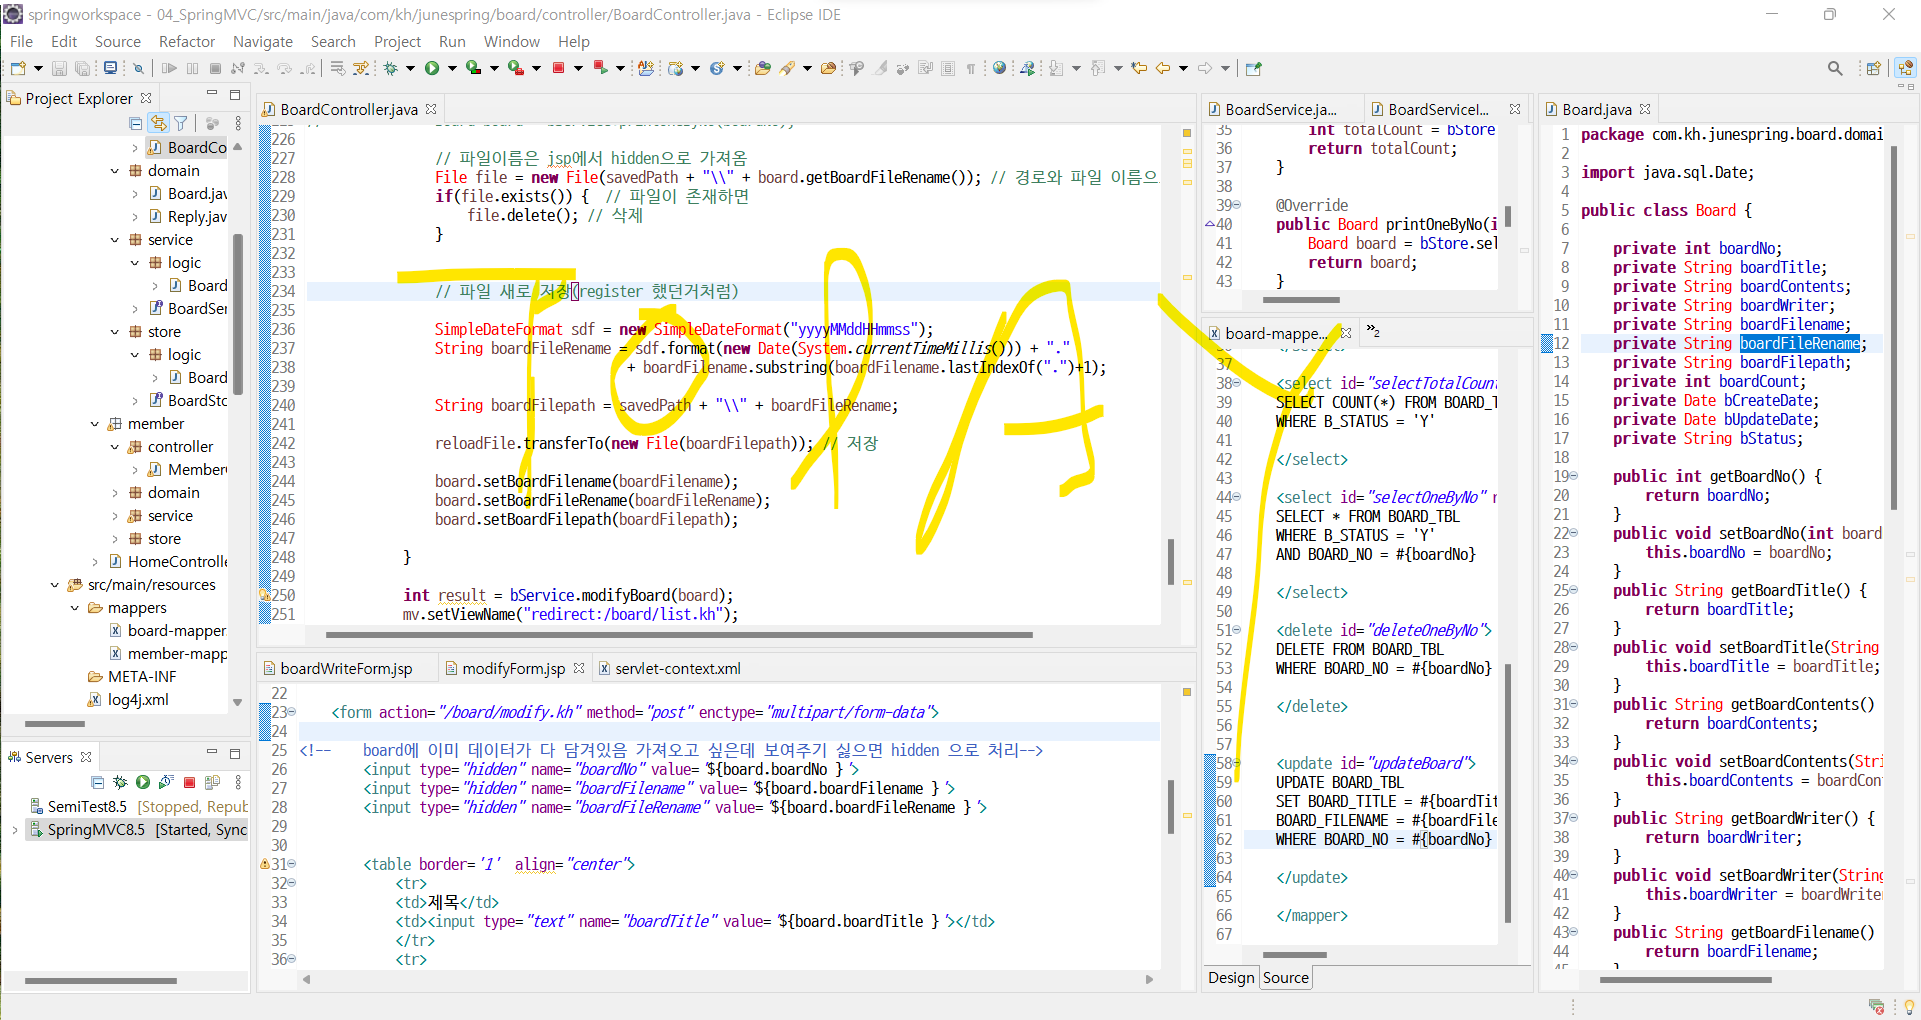 springworkspace - 04_SpringMVC/src/main/java/com/kh/junespring/board/controller/BoardController.java - Eclipse IDE
File Edit Source Refactor Navigate Search Project Run Window Help
Project Explorer
BoardCo
domain
Board.jav
Reply.jav
service
logic
Board
BoardSer
store
logic
Board
BoardSto
member
controller
Member
domain
service
store
HomeControlle
src/main/resources
mappers
board-mapper.
member-mapp
META-INF
log4j.xml
Servers
SemiTest8.5 [Stopped, Repub
SpringMVC8.5 [Started, Sync
BoardController.java
226
227 // 파일이름은 jsp에서 hidden으로 가져옴
228 File file = new File(savedPath + "\\" + board.getBoardFileRename()); // 경로와 파일 이름으
229 if(file.exists()) { // 파일이 존재하면
230 file.delete(); // 삭제
231 }
232
233
234 // 파일 새로 저장(register 했던거처럼)
235
236 SimpleDateFormat sdf = new SimpleDateFormat("yyyyMMddHHmmss");
237 String boardFileRename = sdf.format(new Date(System.currentTimeMillis())) + "."
238 + boardFilename.substring(boardFilename.lastIndexOf(".")+1);
239
240 String boardFilepath = savedPath + "\\" + boardFileRename;
241
242 reloadFile.transferTo(new File(boardFilepath)); // 저장
243
244 board.setBoardFilename(boardFilename);
245 board.setBoardFileRename(boardFileRename);
246 board.setBoardFilepath(boardFilepath);
247
248 }
249
250 int result = bService.modifyBoard(board);
251 mv.setViewName("redirect:/board/list.kh");
boardWriteForm.jsp modifyForm.jsp servlet-context.xml
22
23 <form action="/board/modify.kh" method="post" enctype="multipart/form-data">
24
25 <!-- board에 이미 데이터가 다 담겨있음 가져오고 싶은데 보여주기 싫으면 hidden 으로 처리-->
26 <input type="hidden" name="boardNo" value='${board.boardNo }'>
27 <input type="hidden" name="boardFilename" value='${board.boardFilename }'>
28 <input type="hidden" name="boardFileRename" value='${board.boardFileRename }'>
29
30
31 <table border='1' align="center">
32 <tr>
33 <td>제목</td>
34 <td><input type="text" name="boardTitle" value='${board.boardTitle }'></td>
35 </tr>
36 <tr>
BoardService.ja... BoardServiceI...
35 int totalCount = bStore
36 return totalCount;
37 }
38
39 @Override
40 public Board printOneByNo(i
41 Board board = bStore.sel
42 return board;
43 }
board-mappe... »2
37
38 <select id="selectTotalCount
39 SELECT COUNT(*) FROM BOARD_T
40 WHERE B_STATUS = 'Y'
41
42 </select>
43
44 <select id="selectOneByNo" r
45 SELECT * FROM BOARD_TBL
46 WHERE B_STATUS = 'Y'
47 AND BOARD_NO = #{boardNo}
48
49 </select>
50
51 <delete id="deleteOneByNo">
52 DELETE FROM BOARD_TBL
53 WHERE BOARD_NO = #{boardNo}
54
55 </delete>
56
57
58 <update id="updateBoard">
59 UPDATE BOARD_TBL
60 SET BOARD_TITLE = #{boardTit
61 BOARD_FILENAME = #{boardFile
62 WHERE BOARD_NO = #{boardNo}
63
64 </update>
65
66 </mapper>
67
Design Source
Board.java
1 package com.kh.junespring.board.domai
2
3 import java.sql.Date;
4
5 public class Board {
6
7 private int boardNo;
8 private String boardTitle;
9 private String boardContents;
10 private String boardWriter;
11 private String boardFilename;
12 private String boardFileRename;
13 private String boardFilepath;
14 private int boardCount;
15 private Date bCreateDate;
16 private Date bUpdateDate;
17 private String bStatus;
18
19 public int getBoardNo() {
20 return boardNo;
21 }
22 public void setBoardNo(int board
23 this.boardNo = boardNo;
24 }
25 public String getBoardTitle() {
26 return boardTitle;
27 }
28 public void setBoardTitle(String
29 this.boardTitle = boardTitle;
30 }
31 public String getBoardContents()
32 return boardContents;
33 }
34 public void setBoardContents(Stri
35 this.boardContents = boardCont
36 }
37 public String getBoardWriter() {
38 return boardWriter;
39 }
40 public void setBoardWriter(String
41 this.boardWriter = boardWrite
42 }
43 public String getBoardFilename()
44 return boardFilename;